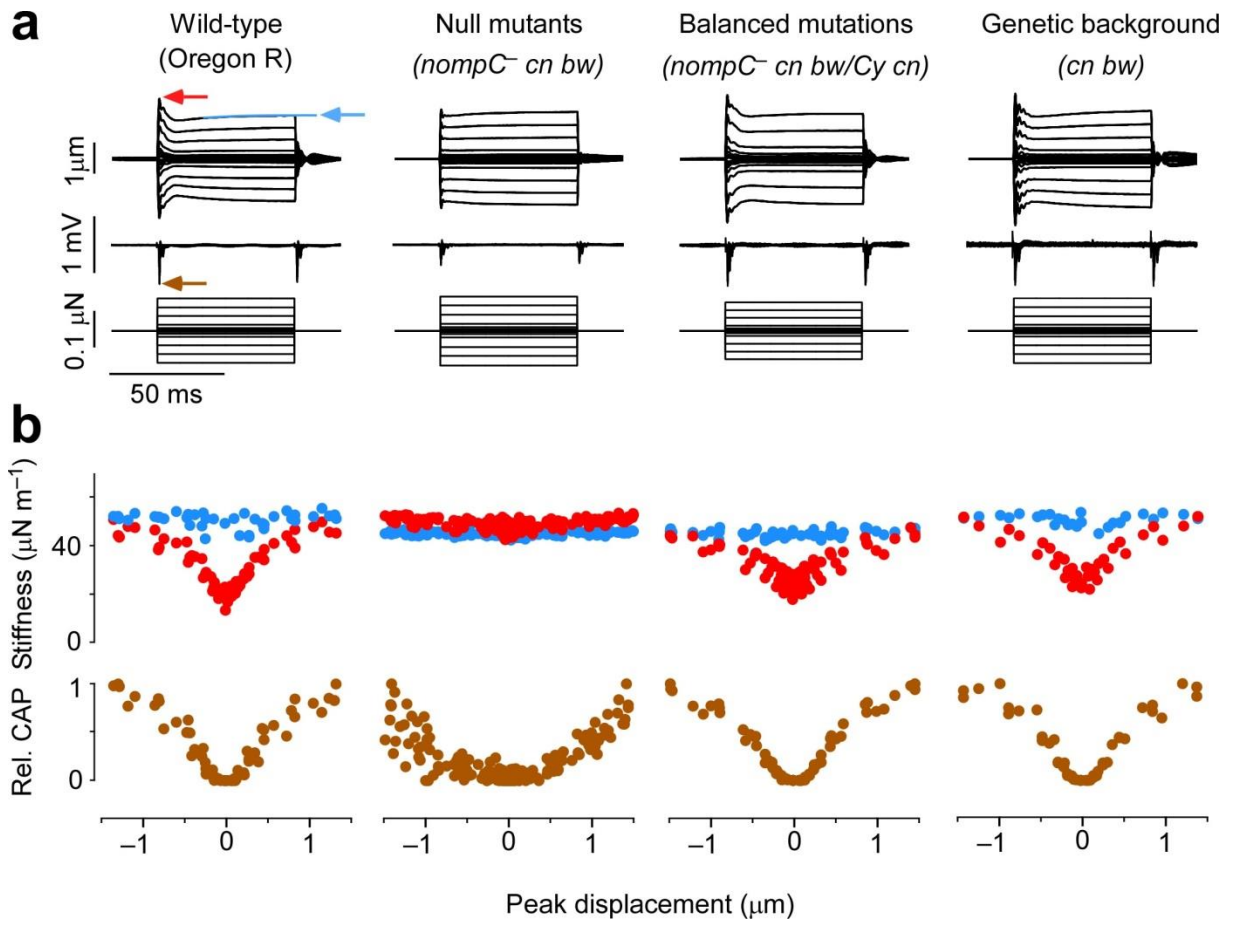 a
Wild-type
(Oregon R)
Null mutants
(nompC– cn bw)
Balanced mutations
(nompC– cn bw/Cy cn)
Genetic background
(cn bw)
1μm
1 mV
0.1 μN
50 ms
b
Stiffness (μN m–1)
40
0
Rel. CAP
1
0
–1 0 1 –1 0 1 –1 0 1 –1 0 1
Peak displacement (μm)